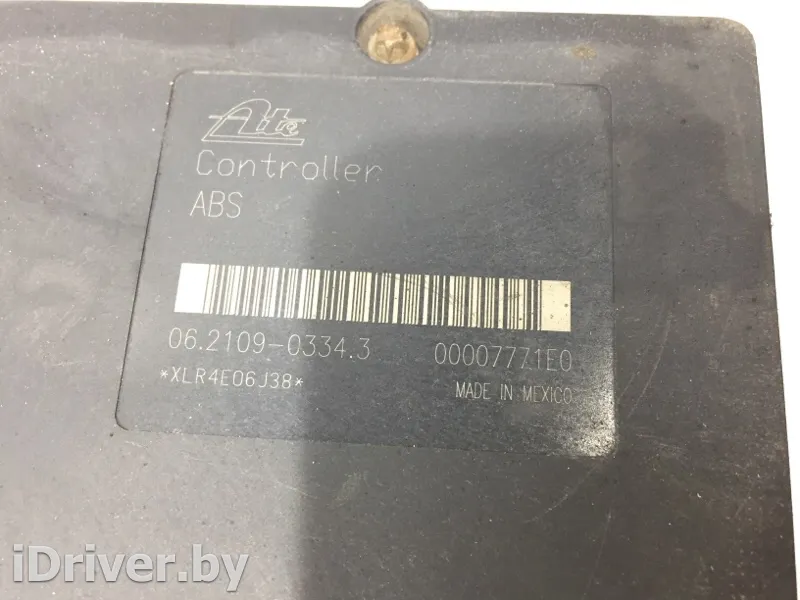 Ate
Controller
ABS
06.2109-0334.3 00007771E0
*XLR4E06J38*
MADE IN MEXICO
iDriver.by